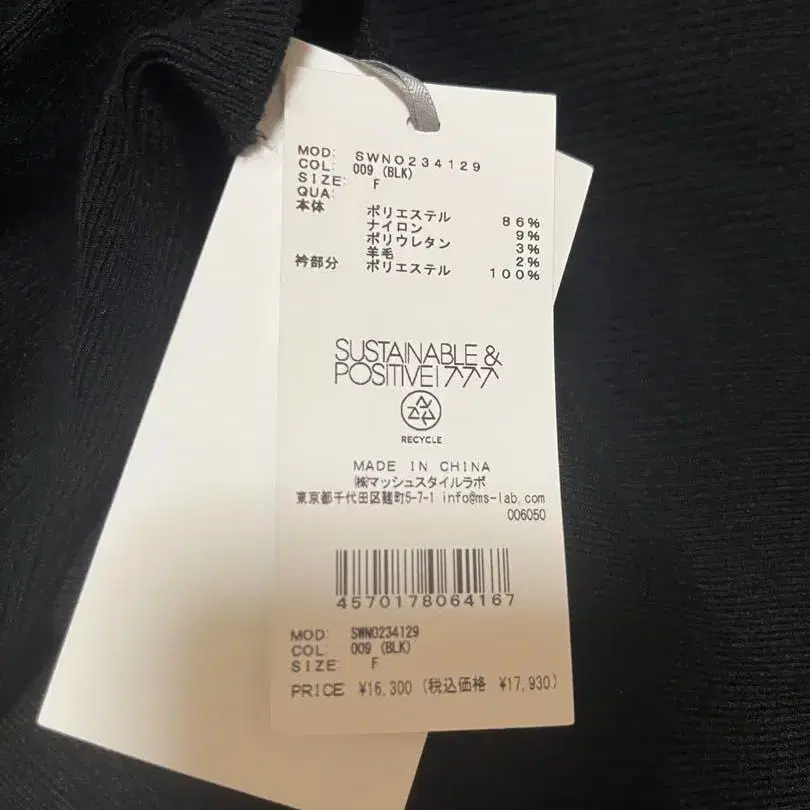 MOD: SWNO234129
COL: 009 (BLK)
SIZE: F
QUA:
本体 ポリエステル 86%
ナイロン 9%
ポリウレタン 3%
羊毛 2%
衿部分 ポリエステル 100%
SUSTAINABLE &
POSITIVE!
RECYCLE
MADE IN CHINA
㈱マッシュスタイルラボ
東京都千代田区麹町5-7-1 info@ms-lab.com
006050
4570178064167
MOD: SWNO234129
COL: 009 (BLK)
SIZE: F
PRICE ¥16,300 (税込価格 ¥17,930)